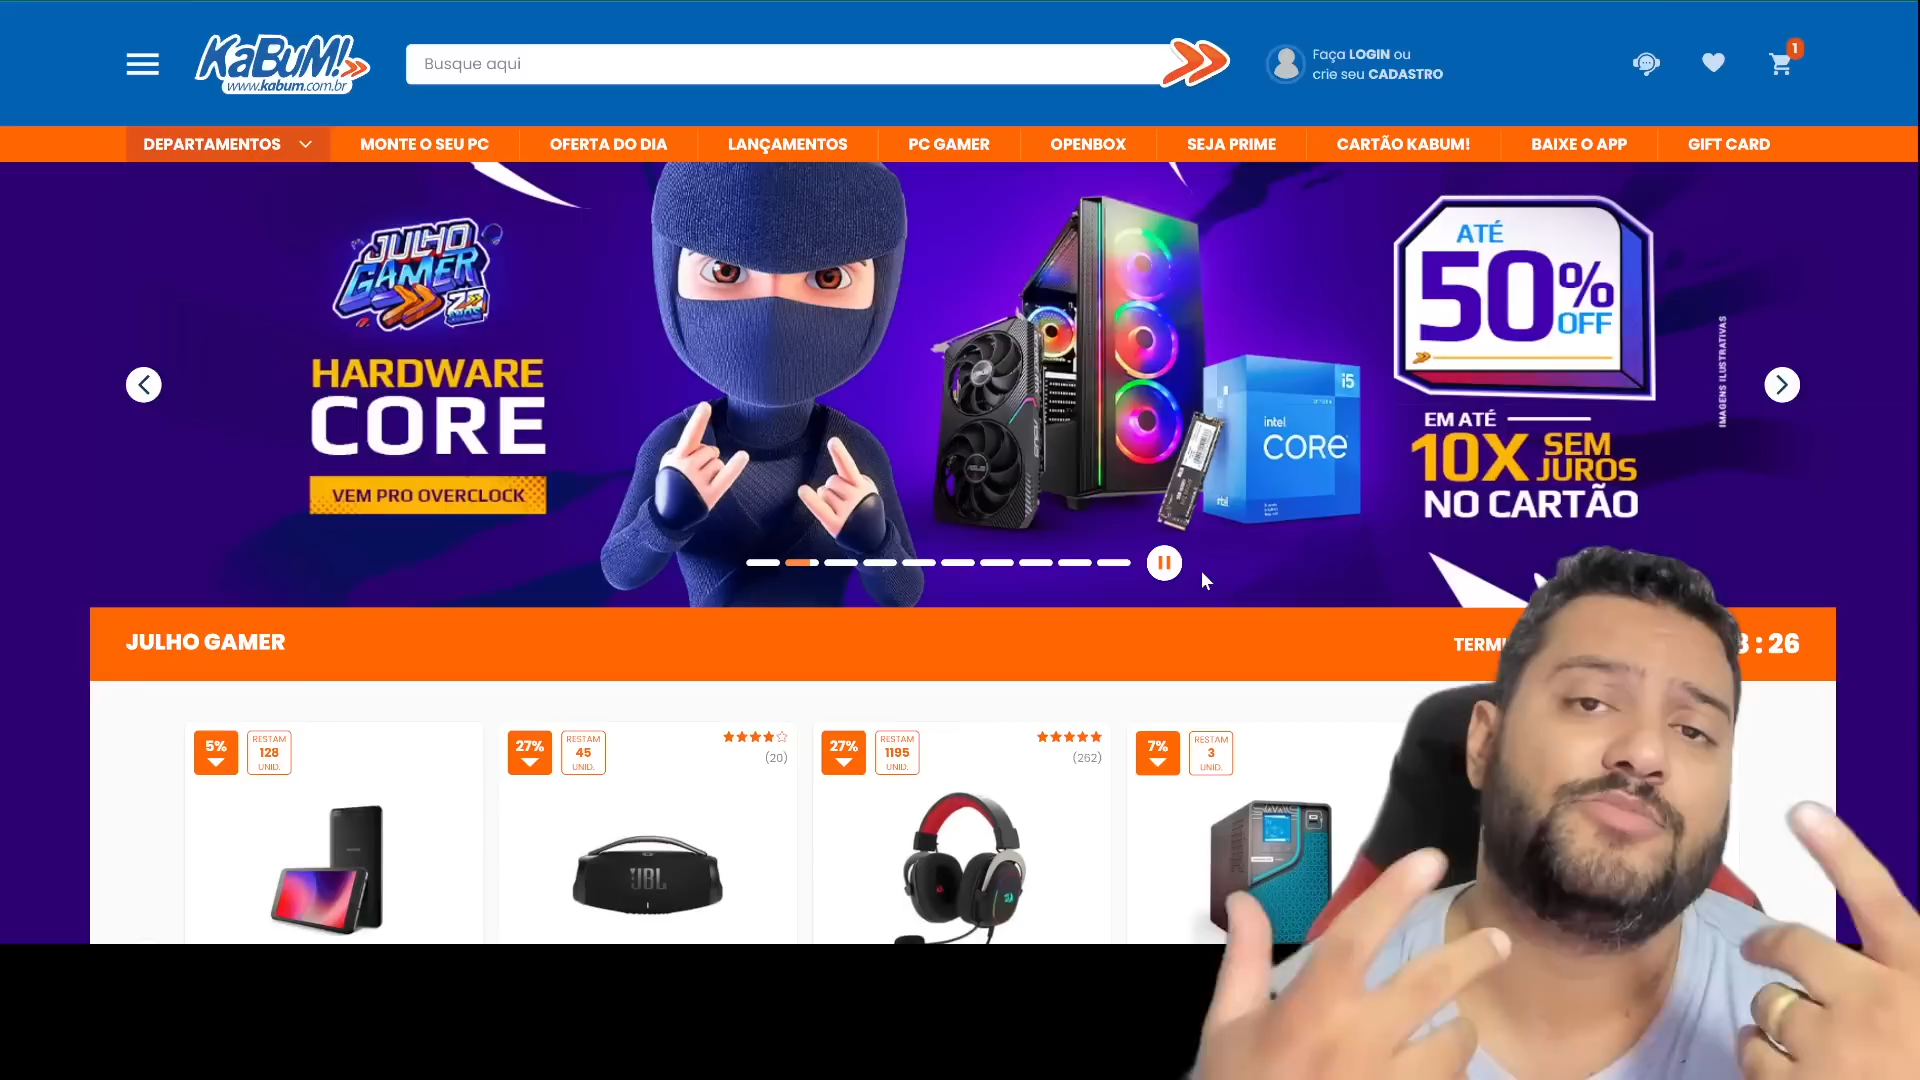 KaBuM!
www.kabum.com.br
Busque aqui
Faça LOGIN ou
crie seu CADASTRO
1
DEPARTAMENTOS
MONTE O SEU PC
OFERTA DO DIA
LANÇAMENTOS
PC GAMER
OPENBOX
SEJA PRIME
CARTÃO KABUM!
BAIXE O APP
GIFT CARD
JULHO
GAMER
HARDWARE
CORE
VEM PRO OVERCLOCK
i5
intel
CORE
intel
ATÉ
50%
OFF
EM ATÉ
10X SEM
JUROS
NO CARTÃO
IMAGENS ILUSTRATIVAS
JULHO GAMER
TERMI
: 26
5%
RESTAM
128
UNID.
27%
RESTAM
45
UNID.
(20)
27%
RESTAM
1195
UNID.
(262)
7%
RESTAM
3
UNID.
JBL